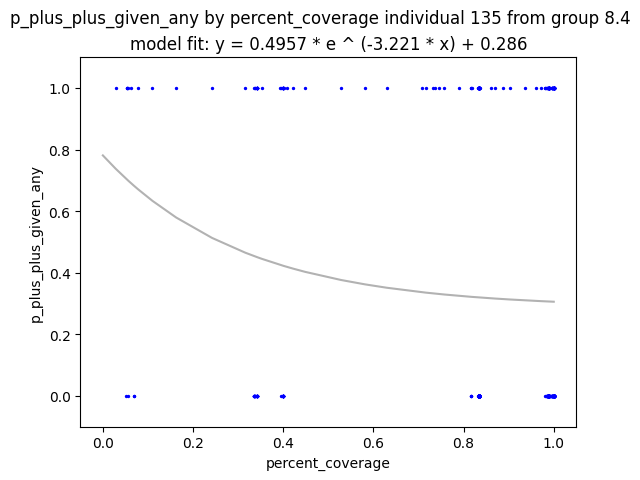 p_plus_plus_given_any by percent_coverage individual 135 from group 8.4
model fit: y = 0.4957 * e ^ (-3.221 * x) + 0.286
1.0
0.8
0.6
0.4
0.2
0.0
p_plus_plus_given_any
0.0 0.2 0.4 0.6 0.8 1.0
percent_coverage